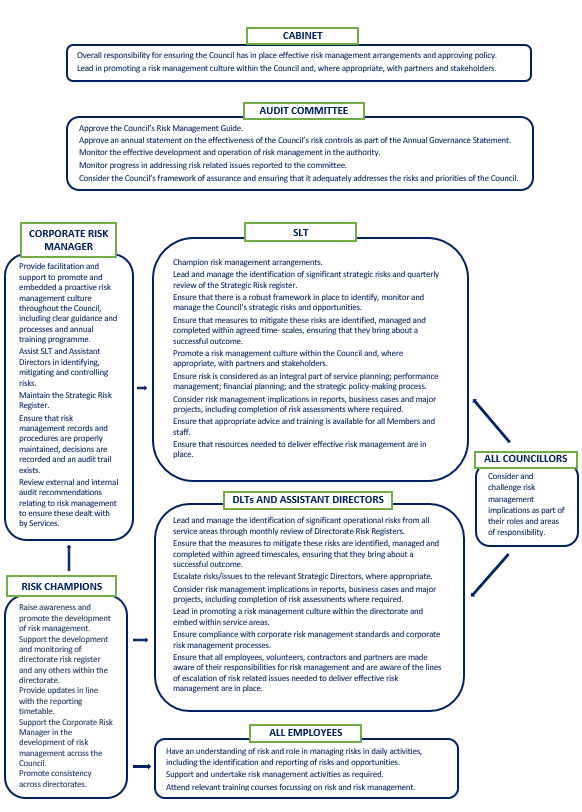 CABINET
Overall responsibility for ensuring the Council has in place effective risk management arrangements and approving policy.
Lead in promoting a risk management culture within the Council and, where appropriate, with partners and stakeholders.
AUDIT COMMITTEE
Approve the Council's Risk Management Guide.
Approve an annual statement on the effectiveness of the Council's risk controls as part of the Annual Governance Statement.
Monitor the effective development and operation of risk management in the authority.
Monitor progress in addressing risk related issues reported to the committee.
Consider the Council's framework of assurance and ensuring that it adequately addresses the risks and priorities of the Council.
CORPORATE RISK
MANAGER
Provide facilitation and
support to promote and
embedded a proactive risk
management culture
throughout the Council,
including clear guidance and
processes and annual
training programme.
Assist SLT and Assistant
Directors in identifying,
mitigating and controlling
risks.
Maintain the Strategic Risk
Register.
Ensure that risk
management records and
procedures are properly
maintained, decisions are
recorded and an audit trail
exists.
Review external and internal
audit recommendations
relating to risk management
to ensure these dealt with
by Services.
SLT
Champion risk management arrangements.
Lead and manage the identification of significant strategic risks and quarterly
review of the Strategic Risk register.
Ensure that there is a robust framework in place to identify, monitor and
manage the Council's strategic risks and opportunities.
Ensure that measures to mitigate these risks are identified, managed and
completed within agreed time- scales, ensuring that they bring about a
successful outcome.
Promote a risk management culture within the Council and, where
appropriate, with partners and stakeholders.
Ensure risk is considered as an integral part of service planning; performance
management; financial planning; and the strategic policy-making process.
Consider risk management implications in reports, business cases and major
projects, including completion of risk assessments where required.
Ensure that appropriate advice and training is available for all Members and
staff.
Ensure that resources needed to deliver effective risk management are in
place.
ALL COUNCILLORS
Consider and
challenge risk
management
implications as part of
their roles and areas
of responsibility.
DLTs AND ASSISTANT DIRECTORS
Lead and manage the identification of significant operational risks from all
service areas through monthly review of Directorate Risk Registers.
Ensure that the measures to mitigate these risks are identified, managed and
completed within agreed timescales, ensuring that they bring about a
successful outcome.
Escalate risks/issues to the relevant Strategic Directors, where appropriate.
Consider risk management implications in reports, business cases and major
projects, including completion of risk assessments where required.
Lead in promoting a risk management culture within the directorate and
embed within service areas.
Ensure compliance with corporate risk management standards and corporate
risk management processes.
Ensure that all employees, volunteers, contractors and partners are made
aware of their responsibilities for risk management and are aware of the lines
of escalation of risk related issues needed to deliver effective risk
management are in place.
RISK CHAMPIONS
Raise awareness and
promote the development
of risk management.
Support the development
and monitoring of
directorate risk register
and any others within the
directorate.
Provide updates in line
with the reporting
timetable.
Support the Corporate Risk
Manager in the
development of risk
management across the
Council.
Promote consistency
across directorates.
ALL EMPLOYEES
Have an understanding of risk and role in managing risks in daily activities,
including the identification and reporting of risks and opportunities.
Support and undertake risk management activities as required.
Attend relevant training courses focussing on risk and risk management.